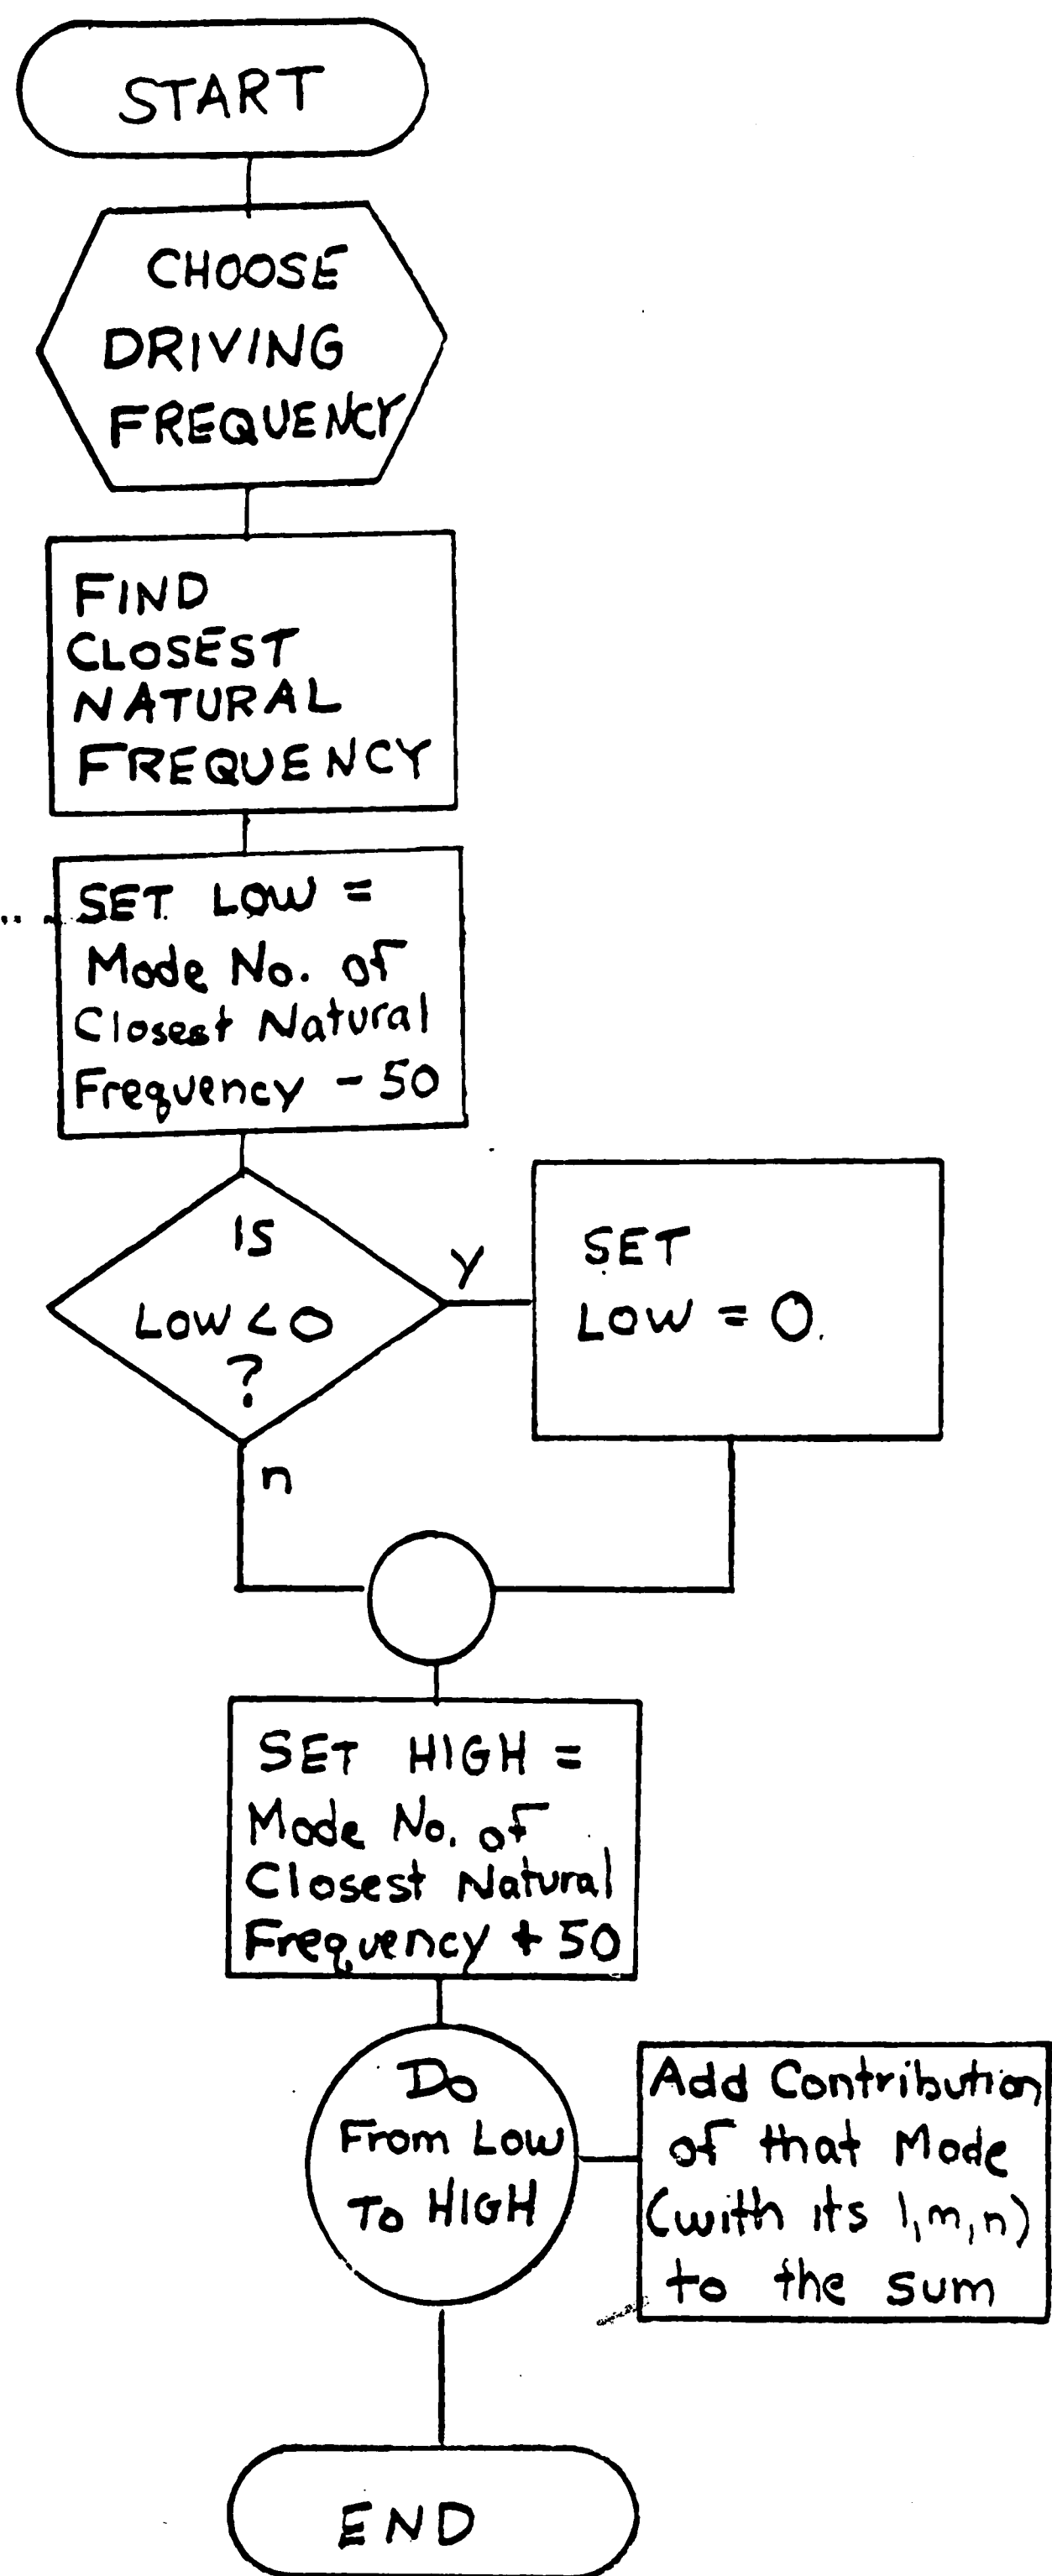 START
CHOOSE
DRIVING
FREQUENCY
FIND
CLOSEST
NATURAL
FREQUENCY
SET LOW =
Mode No. of
Closest Natural
Frequency - 50
IS
LOW < 0
?
Y
SET
LOW = 0.
n
SET HIGH =
Mode No. of
Closest Natural
Frequency + 50
Do
From Low
To HIGH
Add Contribution
of that Mode
(with its l,m,n)
to the sum
END